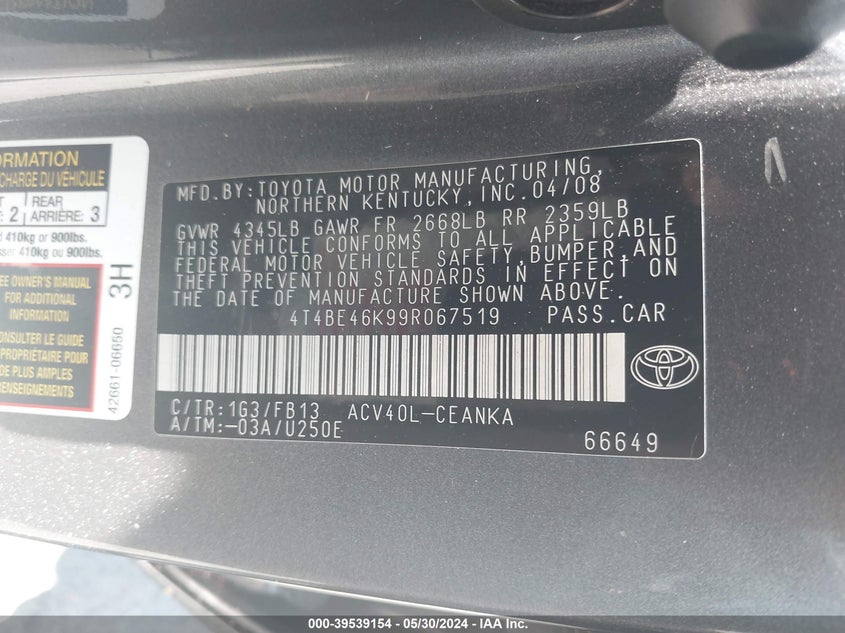 ORMATION
CHARGE DU VÉHICULE
2
REAR
ARRIÈRE: 3
d 410kg or 900lbs.
sser 410kg ou 900lbs.
EE OWNER'S MANUAL
FOR ADDITIONAL
INFORMATION
CONSULTER LE
PROPRIÉTAIRE
DE PLUS AMPLES
RENSEIGNEMENTS
3H
42661-06650
MFD.BY:TOYOTA MOTOR MANUFACTURING,
NORTHERN KENTUCKY,INC.04/08
GVWR 4345LB GAWR FR 2668LB RR 2359LB
THIS VEHICLE CONFORMS TO ALL APPLICABLE
FEDERAL MOTOR VEHICLE SAFETY,BUMPER,AND
THEFT PREVENTION STANDARDS IN EFFECT ON
THE DATE OF MANUFACTURE SHOWN ABOVE.
4T4BE46K99R067519 PASS.CAR
C/TR:1G3/FB13 ACV40L-CEANKA
A/TM:-03A/U250E
66649
000-39539154 - 05/30/2024 - IAA Inc.